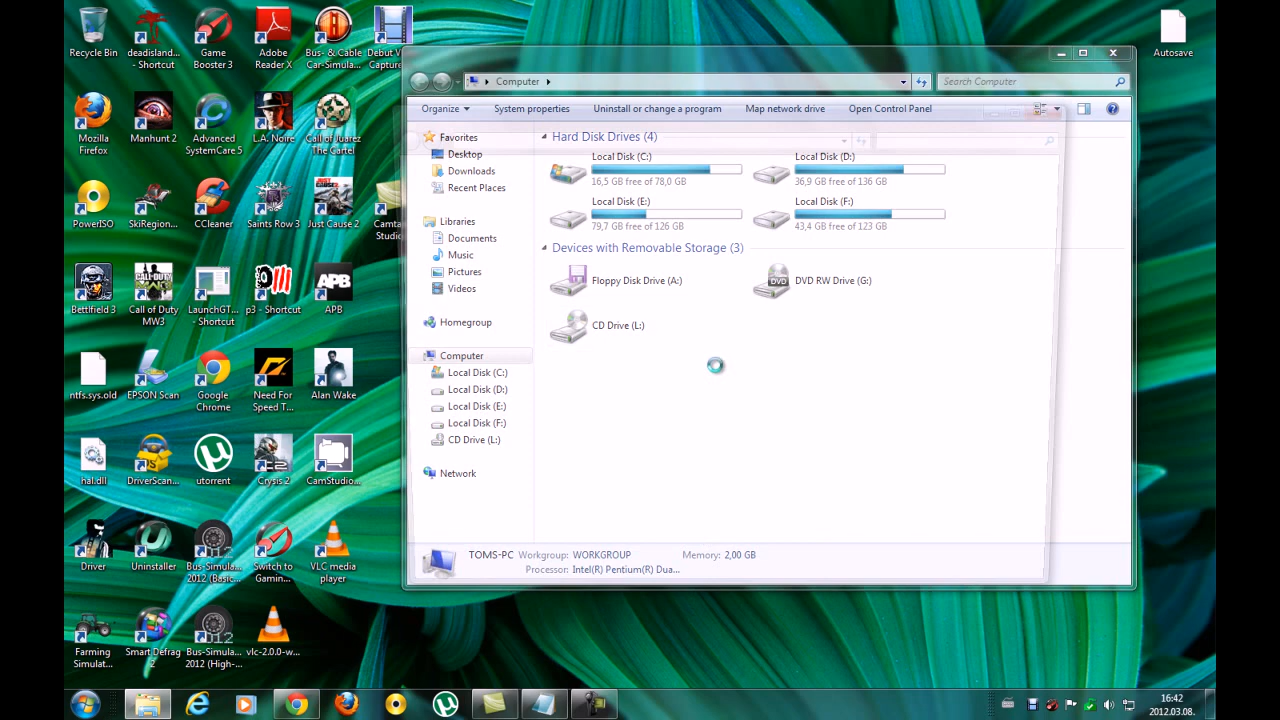 Recycle Bin
deadisland...
- Shortcut
Game
Booster 3
Adobe
Reader X
Bus- & Cable
Car-Simula...
Debut V
Capture
Autosave
Mozilla
Firefox
Manhunt 2
Advanced
SystemCare 5
L.A. Noire
Call of Juarez
The Cartel
PowerISO
SkiRegion...
CCleaner
Saints Row 3
Just Cause 2
Camta
Studi
Bettlfield 3
Call of Duty
MW3
LaunchGT...
- Shortcut
p3 - Shortcut
APB
APB
ntfs.sys.old
EPSON Scan
Google
Chrome
Need For
Speed T...
Alan Wake
hal.dll
DriverScan...
utorrent
Crysis 2
CamStudio...
Driver
Uninstaller
2012
Bus-Simula...
2012 (Basic...
Switch to
Gamin...
VLC media
player
Farming
Simulat...
Smart Defrag
2
2012
Bus-Simula...
2012 (High-...
vlc-2.0.0-w...
Computer
Search Computer
Organize
System properties
Uninstall or change a program
Map network drive
Open Control Panel
Favorites
Desktop
Downloads
Recent Places
Libraries
Documents
Music
Pictures
Videos
Homegroup
Computer
Local Disk (C:)
Local Disk (D:)
Local Disk (E:)
Local Disk (F:)
CD Drive (L:)
Network
Hard Disk Drives (4)
Local Disk (C:)
16,5 GB free of 78,0 GB
Local Disk (D:)
36,9 GB free of 136 GB
Local Disk (E:)
79,7 GB free of 126 GB
Local Disk (F:)
43,4 GB free of 123 GB
Devices with Removable Storage (3)
Floppy Disk Drive (A:)
DVD
DVD RW Drive (G:)
CD Drive (L:)
TOMS-PC Workgroup: WORKGROUP Memory: 2,00 GB
Processor: Intel(R) Pentium(R) Dua...
16:42
2012.03.08.